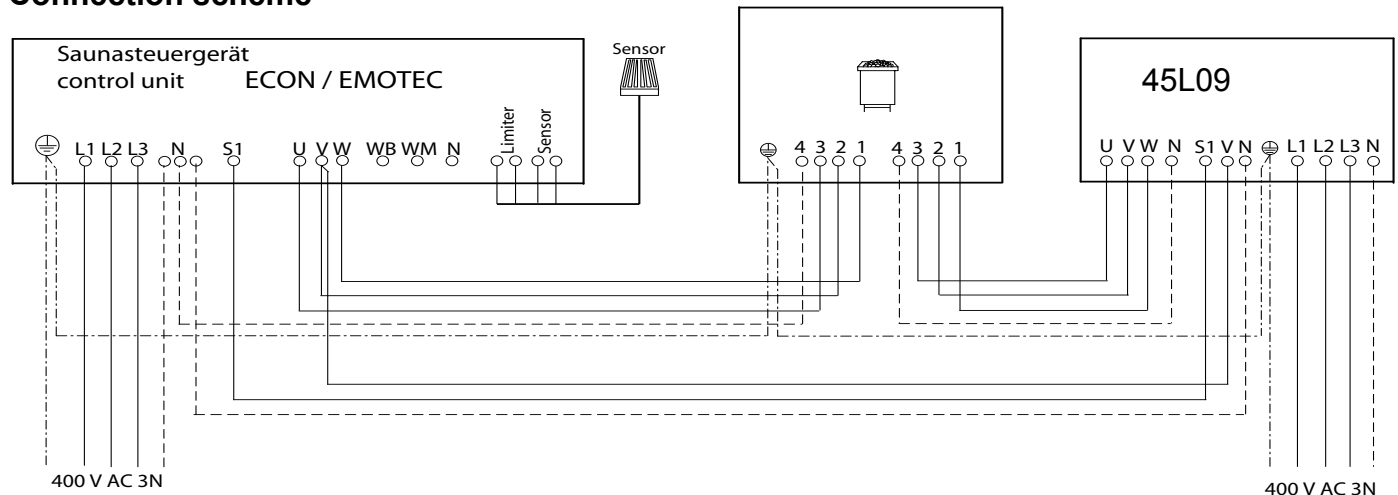 Saunasteuergerät
control unit ECON / EMOTEC
L1 L2 L3 N S1 U V W WB WM N
Limiter
Sensor
Sensor
4 3 2 1 4 3 2 1
45L09
U V W N S1 V N L1 L2 L3 N
400 V AC 3N
400 V AC 3N